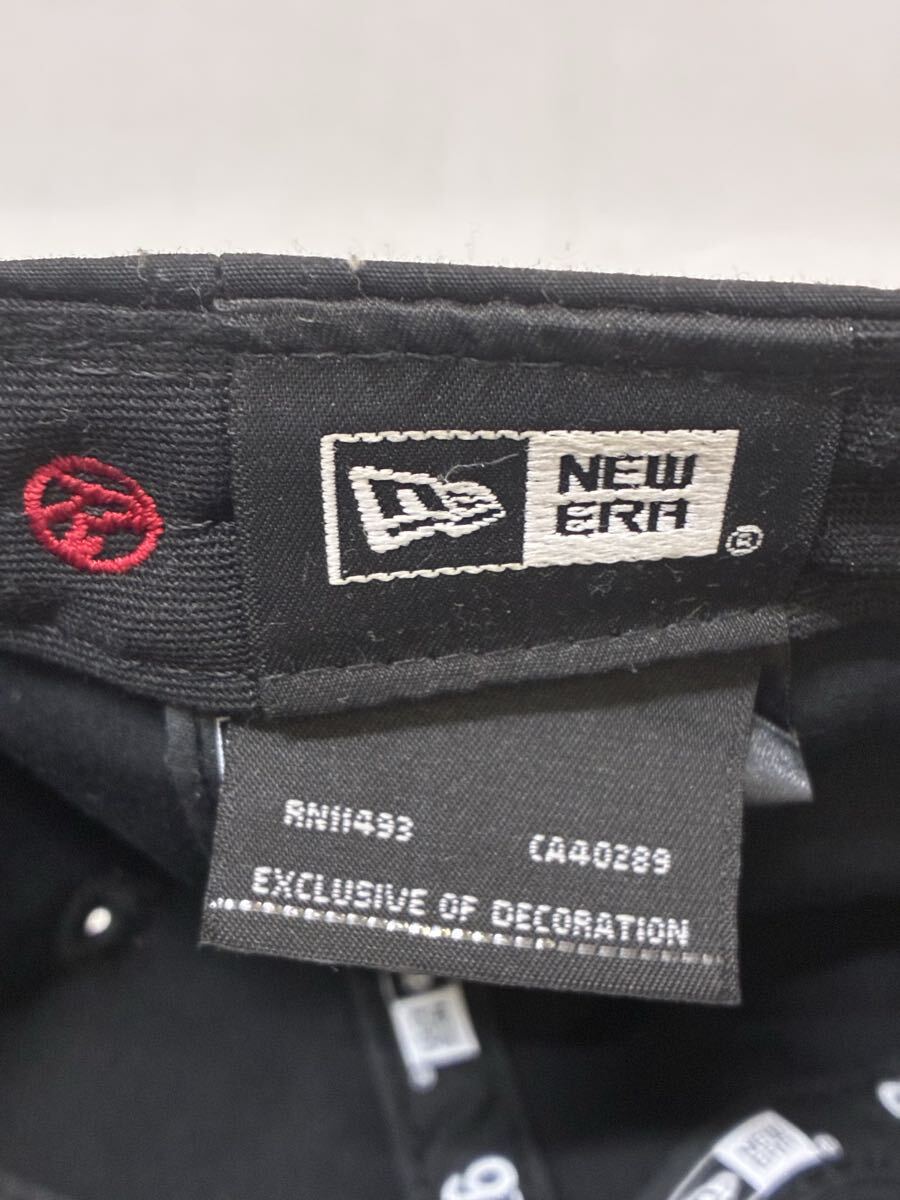 NEW
ERA
®
RN11493
CA40289
EXCLUSIVE OF DECORATION